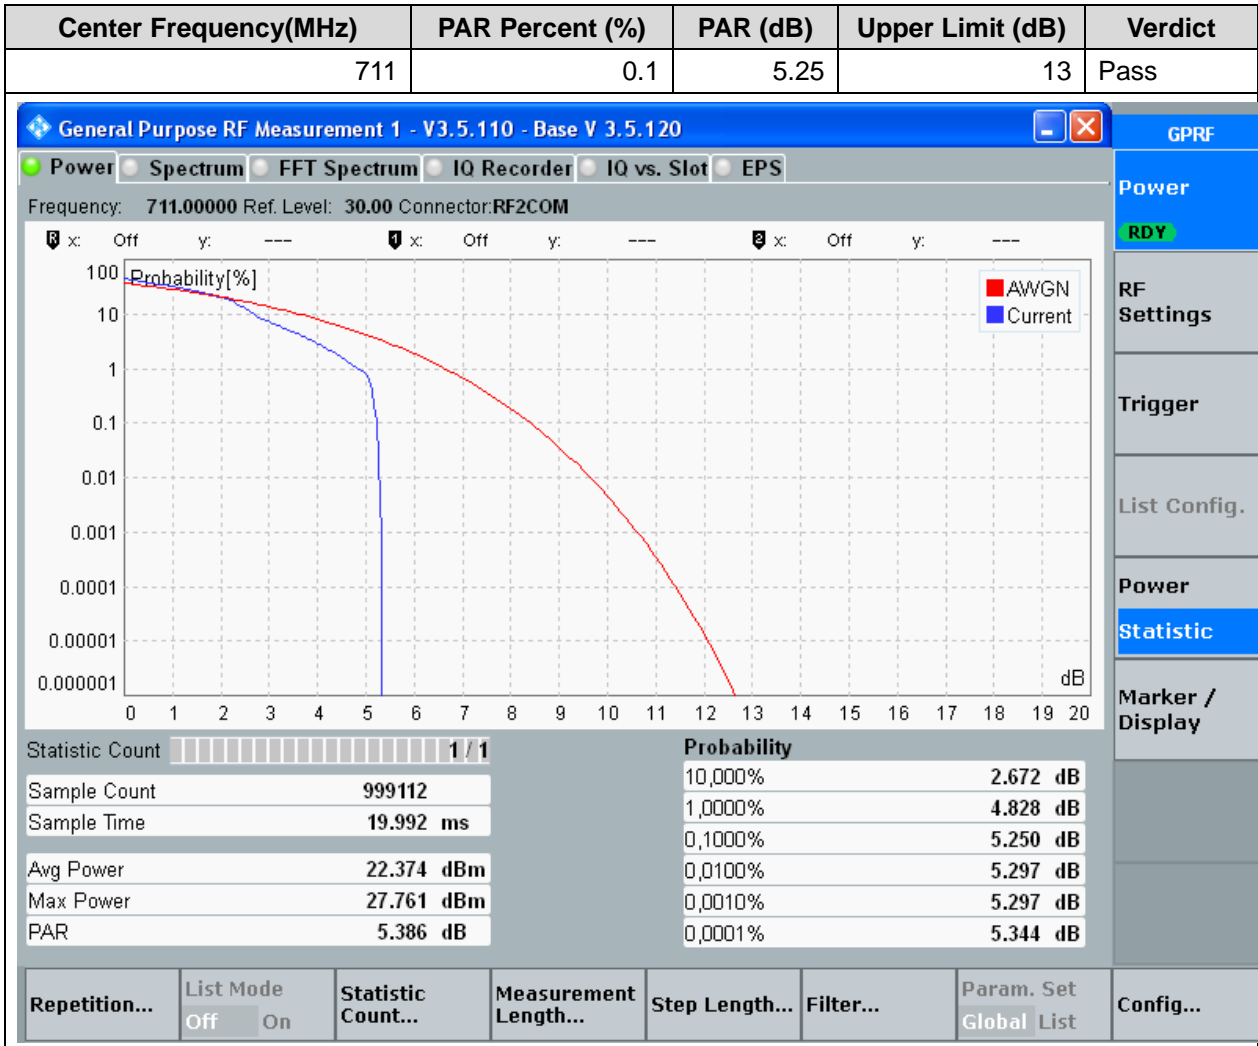 Center Frequency(MHz) PAR Percent (%) PAR (dB) Upper Limit (dB) Verdict
711 0.1 5.25 13 Pass
General Purpose RF Measurement 1 - V3.5.110 - Base V 3.5.120
GPRF
Power Spectrum FFT Spectrum IQ Recorder IQ vs. Slot EPS
Power
RDY
Frequency: 711.00000 Ref. Level: 30.00 Connector:RF2COM
R x: Off y: --- 1 x: Off y: --- 2 x: Off y: ---
Probability[%]
AWGN
Current
100
10
1
0.1
0.01
0.001
0.0001
0.00001
0.000001
dB
0 1 2 3 4 5 6 7 8 9 10 11 12 13 14 15 16 17 18 19 20
RF
Settings
Trigger
List Config.
Power
Statistic
Marker /
Display
Statistic Count 1 / 1
Sample Count 999112
Sample Time 19.992 ms
Avg Power 22.374 dBm
Max Power 27.761 dBm
PAR 5.386 dB
Probability
10,000% 2.672 dB
1,0000% 4.828 dB
0,1000% 5.250 dB
0,0100% 5.297 dB
0,0010% 5.297 dB
0,0001% 5.344 dB
Repetition...
List Mode
Off On
Statistic
Count...
Measurement
Length...
Step Length...
Filter...
Param. Set
Global List
Config...